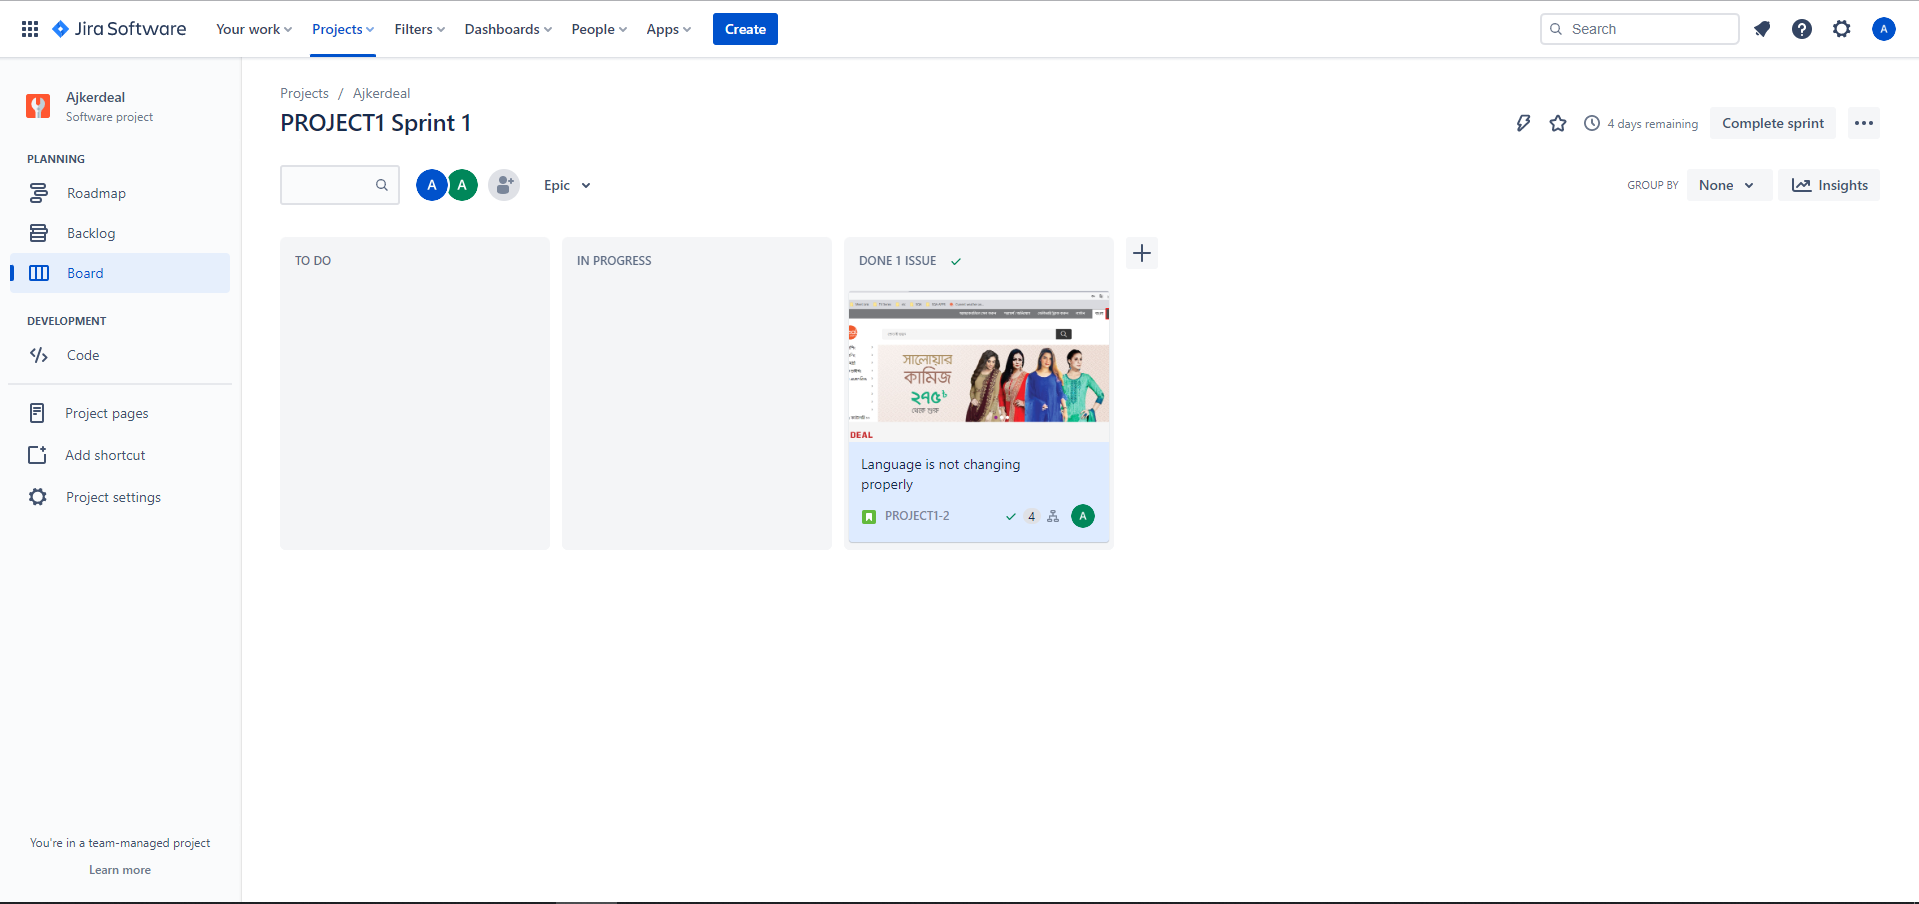 Jira Software
Your work
Projects
Filters
Dashboards
People
Apps
Create
Search
A
Ajkerdeal
Software project
PLANNING
Roadmap
Backlog
Board
DEVELOPMENT
Code
Project pages
Add shortcut
Project settings
You're in a team-managed project
Learn more
Projects / Ajkerdeal
PROJECT1 Sprint 1
4 days remaining
Complete sprint
A A
Epic
GROUP BY
None
Insights
TO DO
IN PROGRESS
DONE 1 ISSUE
সালোয়ার
কামিজ
২৭৫৳
থেকে শুরু
DEAL
Language is not changing
properly
PROJECT1-2
4
A